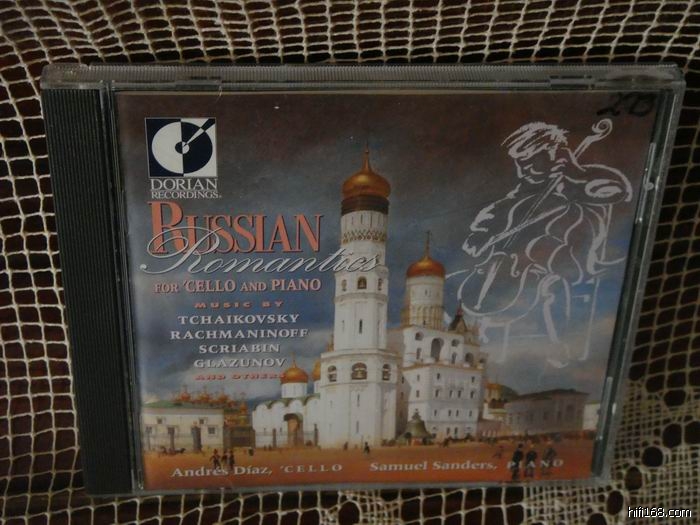 DORIAN
RECORDINGS®
RUSSIAN
Romantics
FOR 'CELLO AND PIANO
MUSIC BY
TCHAIKOVSKY
RACHMANINOFF
SCRIABIN
GLAZUNOV
AND OTHERS
Andrés Díaz, 'CELLO Samuel Sanders, PIANO
hifi168.com